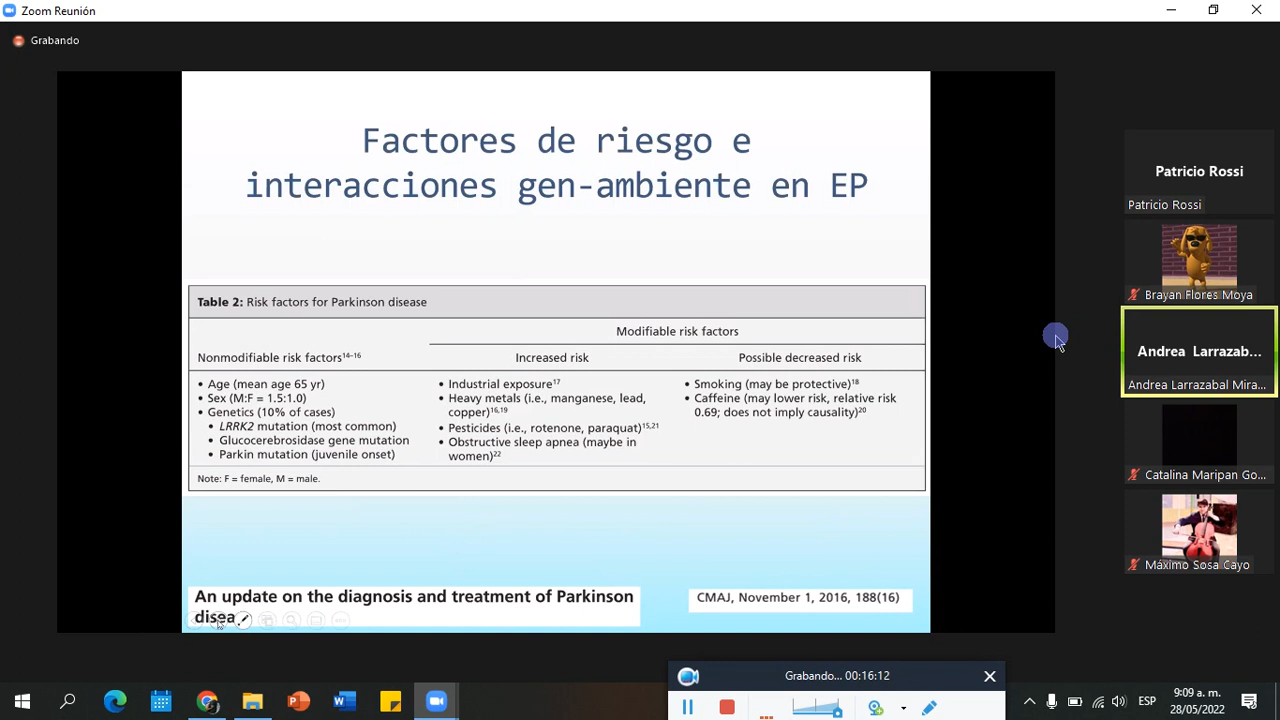 Zoom Reunión
Grabando
Factores de riesgo e
interacciones gen-ambiente en EP
Table 2: Risk factors for Parkinson disease
Modifiable risk factors
Nonmodifiable risk factors14–16
Increased risk
Possible decreased risk
• Age (mean age 65 yr)
• Sex (M:F = 1.5:1.0)
• Genetics (10% of cases)
• LRRK2 mutation (most common)
• Glucocerebrosidase gene mutation
• Parkin mutation (juvenile onset)
• Industrial exposure17
• Heavy metals (i.e., manganese, lead,
copper)16,19
• Pesticides (i.e., rotenone, paraquat)15,21
• Obstructive sleep apnea (maybe in
women)22
• Smoking (may be protective)18
• Caffeine (may lower risk, relative risk
0.69; does not imply causality)20
Note: F = female, M = male.
An update on the diagnosis and treatment of Parkinson
disea
CMAJ, November 1, 2016, 188(16)
Patricio Rossi
Patricio Rossi
Brayan Flores Moya
Andrea Larrazab...
Andrea Larrazabal Mira...
Catalina Maripan Go...
Máximo Sosa Cayo
Grabando... 00:16:12
ESP
9:09 a. m.
28/05/2022